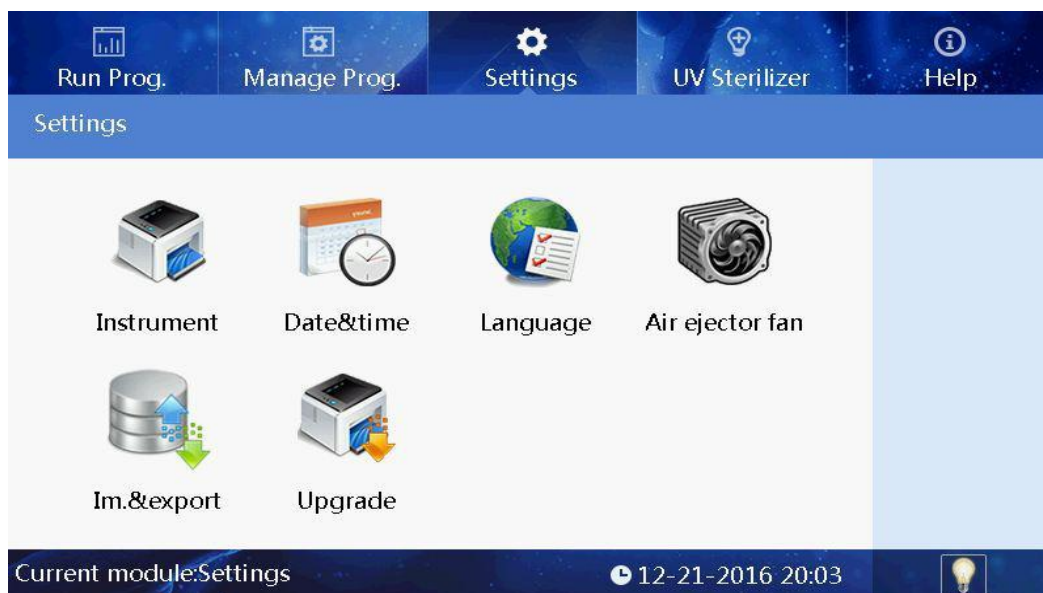 Run Prog.
Manage Prog.
Settings
UV Sterilizer
Help
Settings
Instrument
Date&time
Language
Air ejector fan
Im.&export
Upgrade
Current module:Settings
12-21-2016 20:03